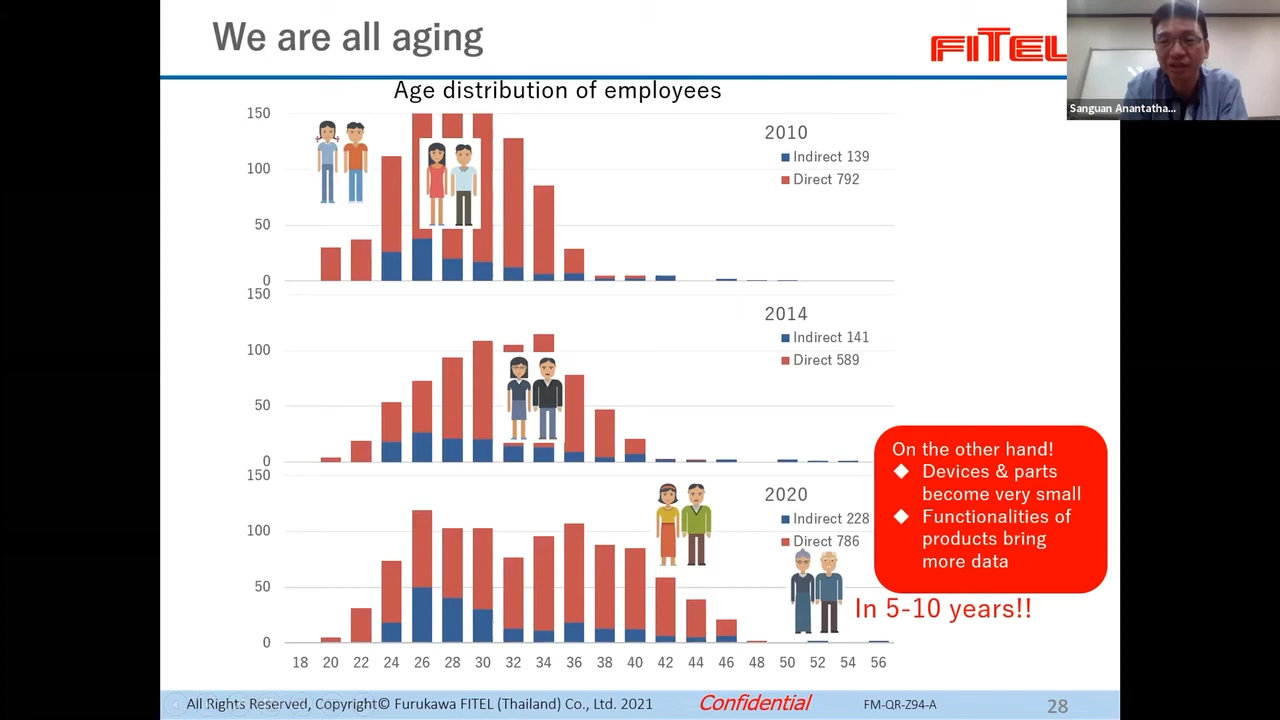 We are all aging
FITEL
Sanguan Anantatha...
Age distribution of employees
150
100
50
0
2010
Indirect 139
Direct 792
150
100
50
0
2014
Indirect 141
Direct 589
150
100
50
0
2020
Indirect 228
Direct 786
On the other hand!
◆ Devices & parts
become very small
◆ Functionalities of
products bring
more data
In 5-10 years!!
18 20 22 24 26 28 30 32 34 36 38 40 42 44 46 48 50 52 54 56
All Rights Reserved, Copyright© Furukawa FITEL (Thailand) Co., Ltd. 2021
Confidential
FM-QR-Z94-A
28